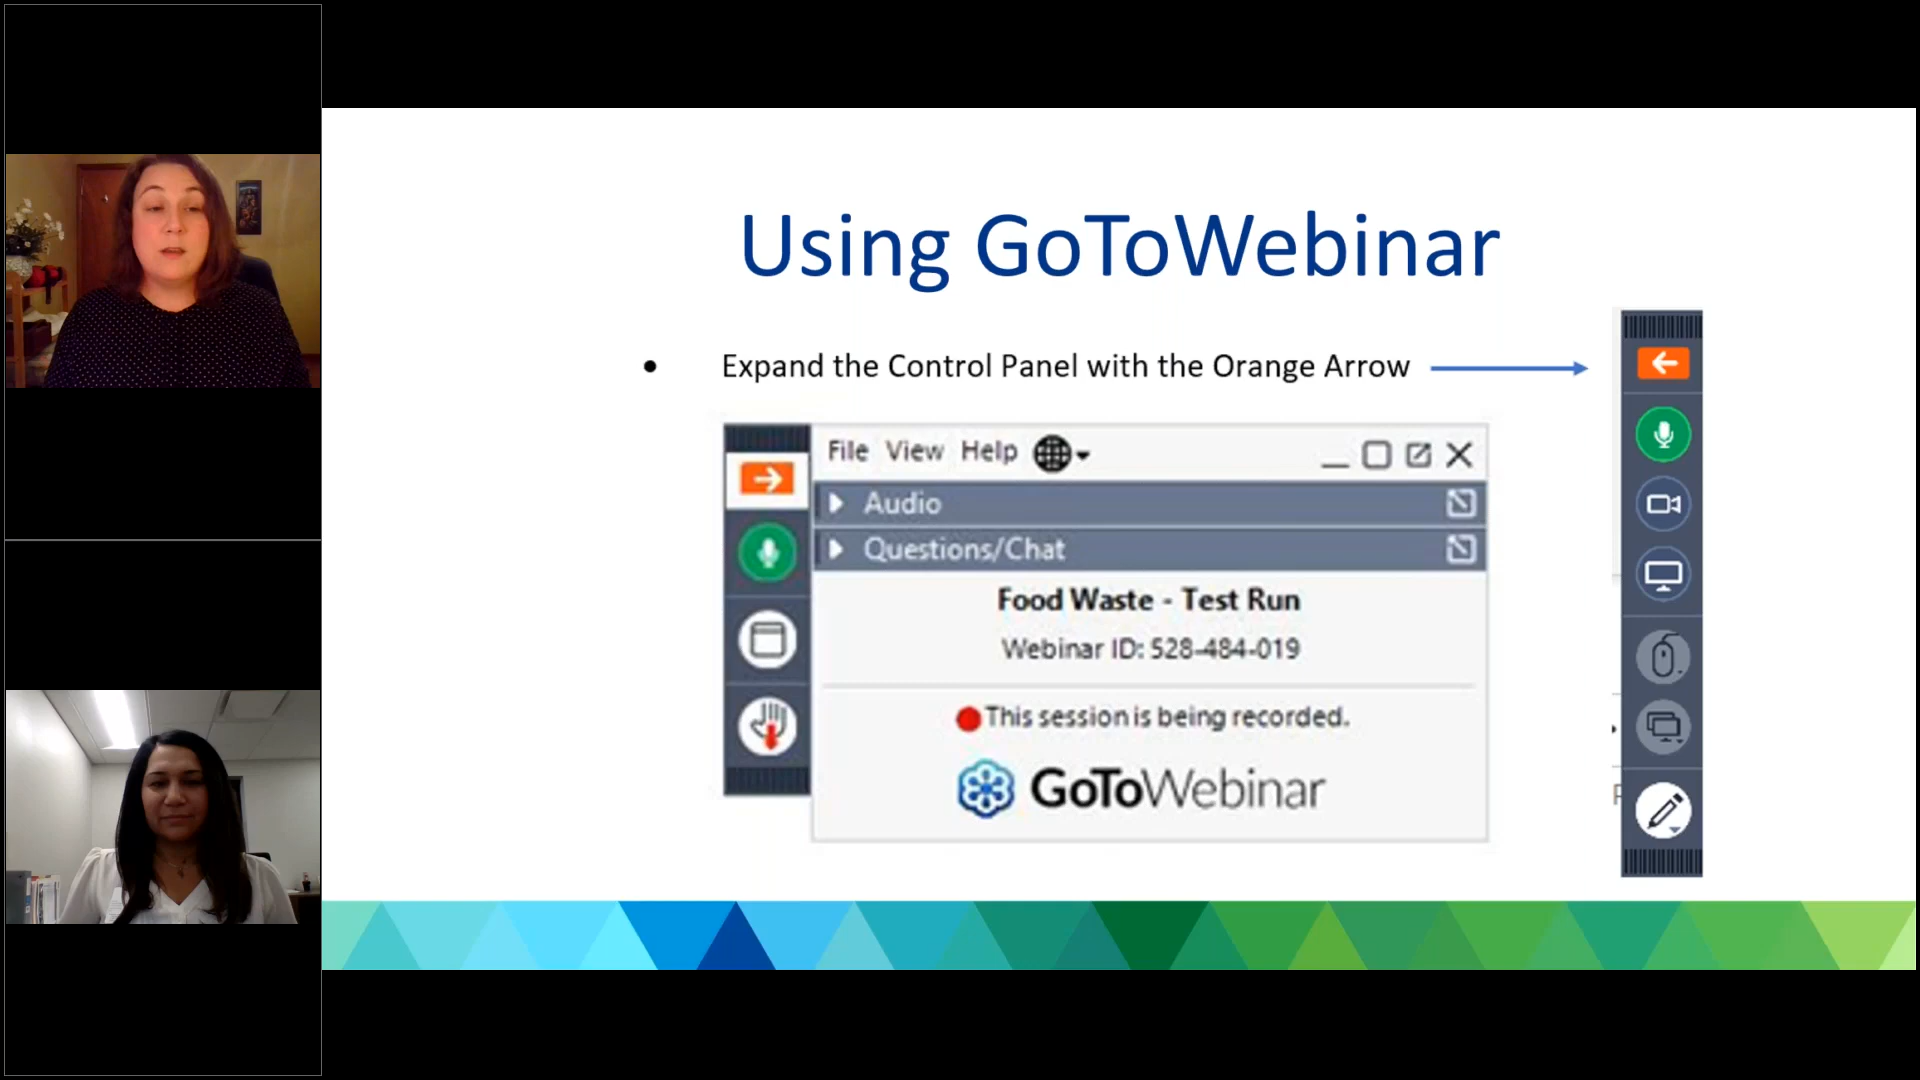 Using GoToWebinar
• Expand the Control Panel with the Orange Arrow
File View Help
Audio
Questions/Chat
Food Waste - Test Run
Webinar ID: 528-484-019
This session is being recorded.
GoToWebinar